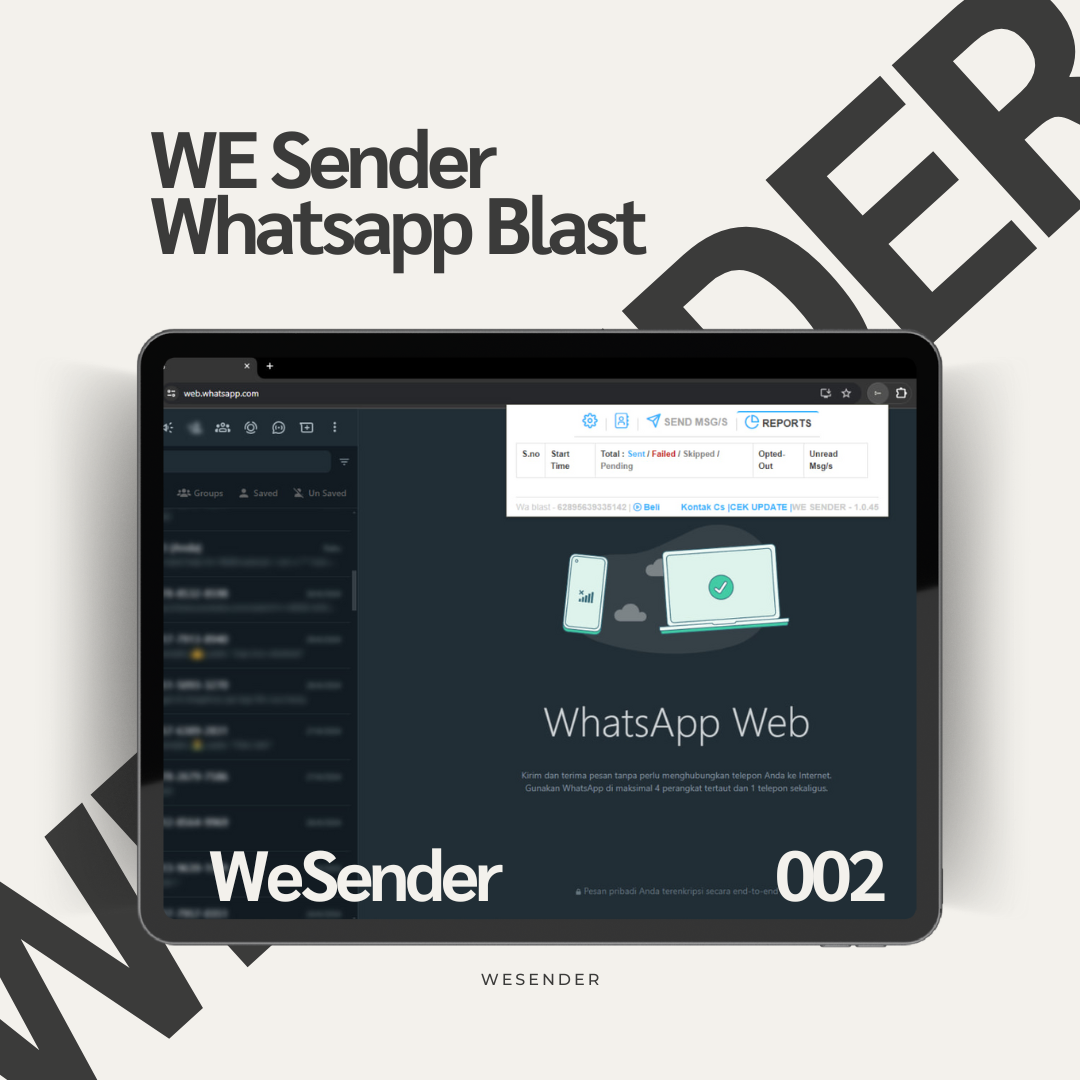 WE Sender
Whatsapp Blast
DER
web.whatsapp.com
SEND MSG/S
REPORTS
S.no
Start Time
Total : Sent / Failed / Skipped / Pending
Opted-Out
Unread Msg/s
Wa blast - 62895639335142 | Beli
Kontak Cs |CEK UPDATE |WE SENDER - 1.0.45
Groups
Saved
Un Saved
WhatsApp Web
Kirim dan terima pesan tanpa perlu menghubungkan telepon Anda ke Internet.
Gunakan WhatsApp di maksimal 4 perangkat tertaut dan 1 telepon sekaligus.
Pesan pribadi Anda terenkripsi secara end-to-end
WeSender
002
WESENDER